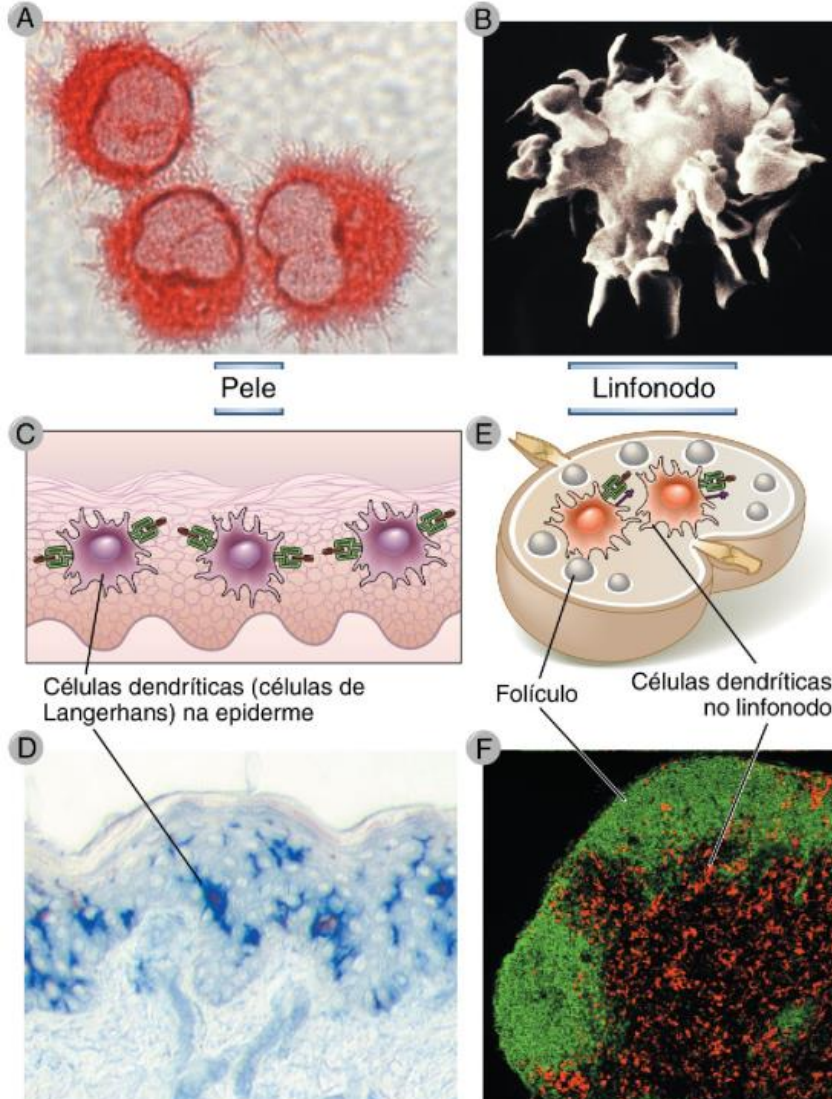 A
B
Pele
Linfonodo
C
E
Células dendríticas (células de
Langerhans) na epiderme
Folículo
Células dendríticas
no linfonodo
D
F